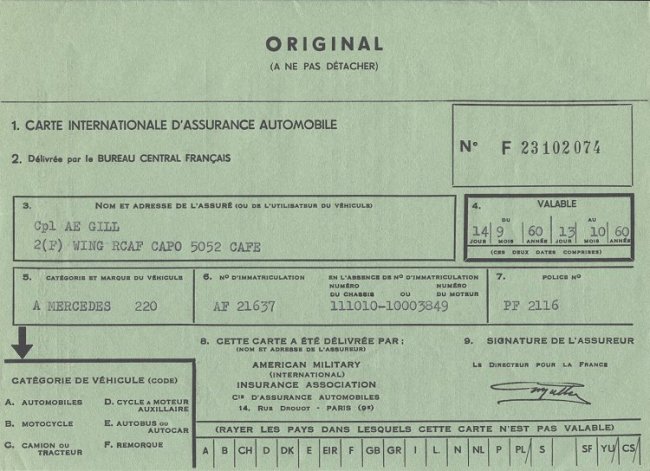 ORIGINAL
(A NE PAS DÉTACHER)
1. CARTE INTERNATIONALE D'ASSURANCE AUTOMOBILE
2. Délivrée par le BUREAU CENTRAL FRANÇAIS
N° F 23102074
3. NOM ET ADRESSE DE L'ASSURÉ (OU DE L'UTILISATEUR DU VÉHICULE)
Cpl AE GILL
2(F) WING RCAF CAPO 5052 CAFE
4. VALABLE
DU AU
14 9 60 13 10 60
JOUR MOIS ANNÉE JOUR MOIS ANNÉE
(CES DEUX DATES COMPRISES)
5. CATÉGORIE ET MARQUE DU VÉHICULE
A MERCEDES 220
6. N° D'IMMATRICULATION
AF 21637
EN L'ABSENCE DE N° D'IMMATRICULATION
NUMÉRO NUMÉRO
DU CHASSIS OU DU MOTEUR
111010-10003849
7. POLICE N°
PF 2116
CATÉGORIE DE VÉHICULE (CODE)
A. AUTOMOBILES
B. MOTOCYCLE
C. CAMION OU TRACTEUR
D. CYCLE A MOTEUR AUXILLAIRE
E. AUTOBUS OU AUTOCAR
F. REMORQUE
8. CETTE CARTE A ÉTÉ DÉLIVRÉE PAR :
(NOM ET ADRESSE DE L'ASSUREUR)
AMERICAN MILITARY
(INTERNATIONAL)
INSURANCE ASSOCIATION
CIE D'ASSURANCE AUTOMOBILES
14, RUE DROUOT - PARIS (9e)
9. SIGNATURE DE L'ASSUREUR
LE DIRECTEUR POUR LA FRANCE
(RAYER LES PAYS DANS LESQUELS CETTE CARTE N'EST PAS VALABLE)
A B CH D DK E EIR F GB I L N NL P PL S SF YU CS